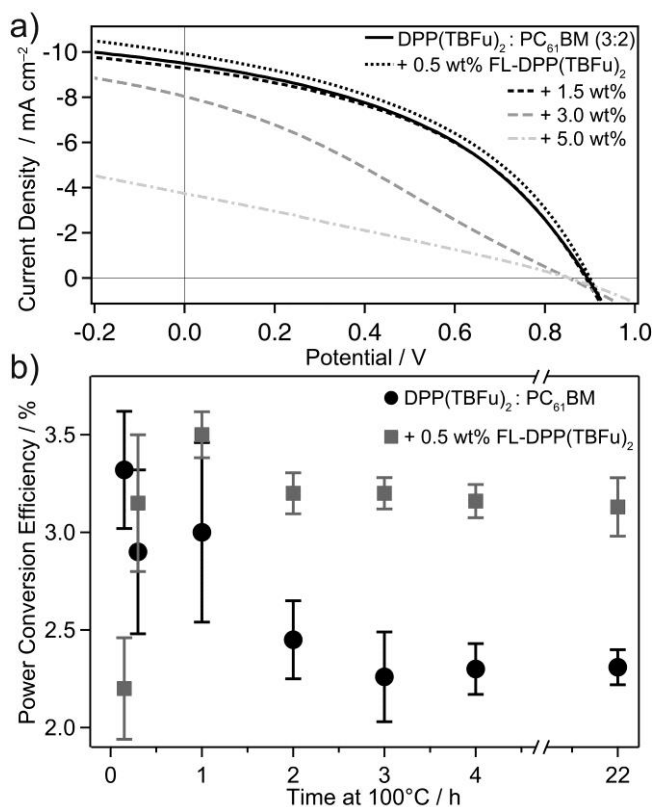 a)
-10
-8
-6
-4
-2
0
Current Density / mA cm⁻²
DPP(TBFu)₂ : PC₆₁BM (3:2)
+ 0.5 wt% FL-DPP(TBFu)₂
+ 1.5 wt%
+ 3.0 wt%
+ 5.0 wt%
-0.2 0.0 0.2 0.4 0.6 0.8 1.0
Potential / V
b)
DPP(TBFu)₂ : PC₆₁BM
+ 0.5 wt% FL-DPP(TBFu)₂
3.5
3.0
2.5
2.0
Power Conversion Efficiency / %
0 1 2 3 4 22
Time at 100°C / h